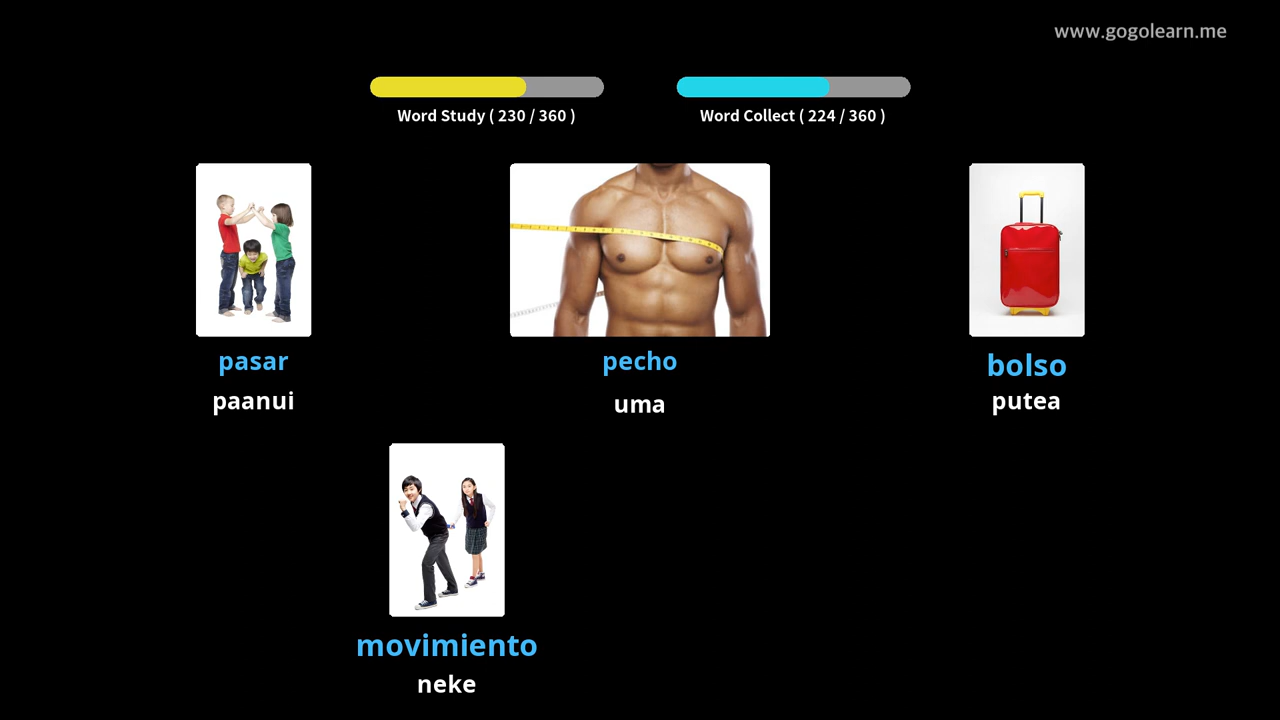 www.gogolearn.me
Word Study ( 230 / 360 )
Word Collect ( 224 / 360 )
pasar
paanui
pecho
uma
bolso
putea
movimiento
neke